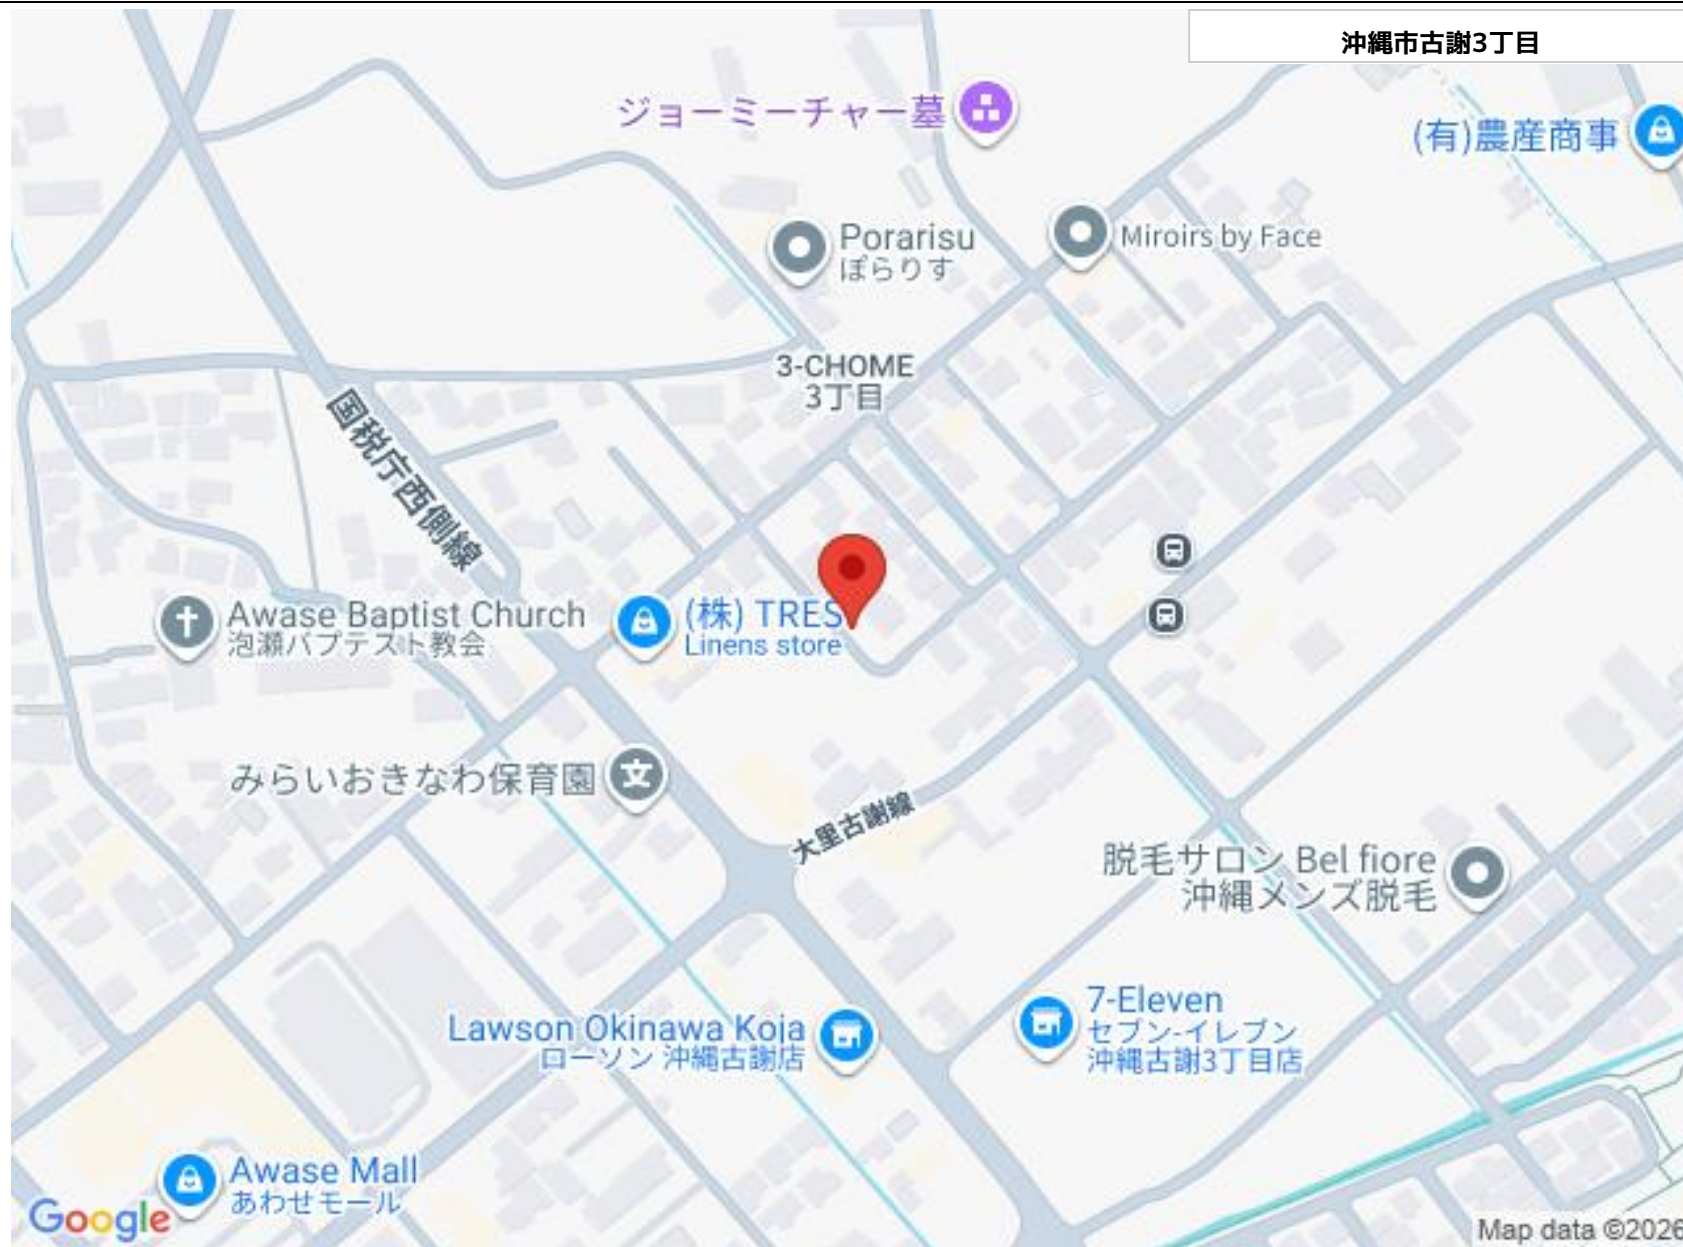 沖縄市古謝3丁目
ジョーミーチャー墓
(有)農産商事
Porarisu
ぽらりす
Miroirs by Face
3-CHOME
3丁目
国税庁西側線
Awase Baptist Church
泡瀬バプテスト教会
(株) TRES
Linens store
みらいおきなわ保育園
大里古謝線
脱毛サロン Bel fiore
沖縄メンズ脱毛
7-Eleven
セブン-イレブン
沖縄古謝3丁目店
Lawson Okinawa Koja
ローソン 沖縄古謝店
Awase Mall
あわせモール
Google
Map data ©2026